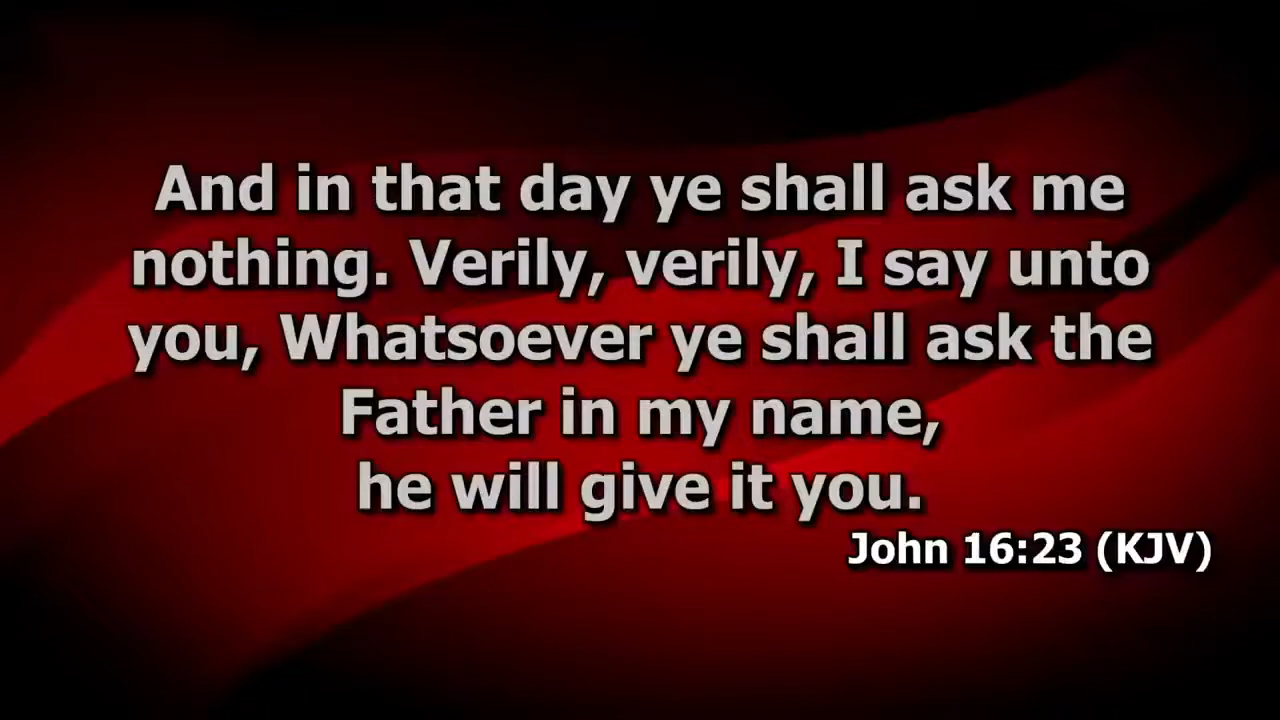 And in that day ye shall ask me
nothing. Verily, verily, I say unto
you, Whatsoever ye shall ask the
Father in my name,
he will give it you.
John 16:23 (KJV)